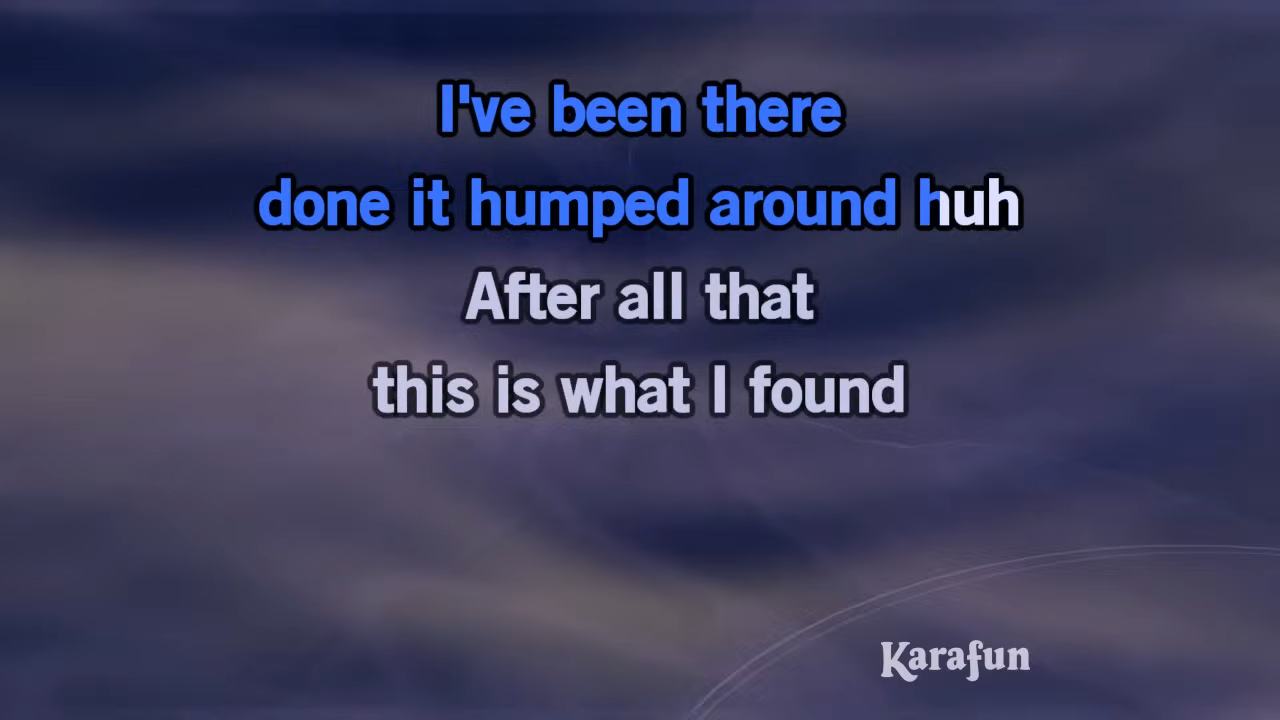 I've been there
done it humped around huh
After all that
this is what I found
Karafun